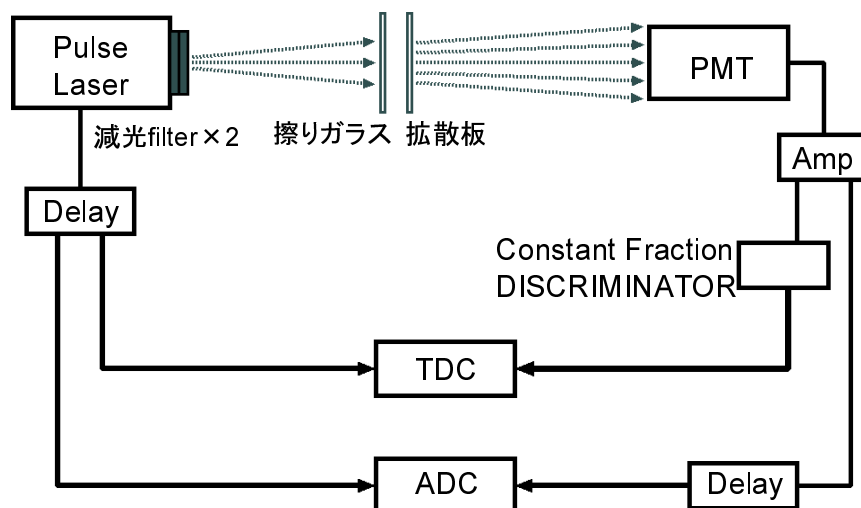 Pulse
Laser
PMT
減光filter×2
擦りガラス
拡散板
Amp
Delay
Constant Fraction
DISCRIMINATOR
TDC
ADC
Delay